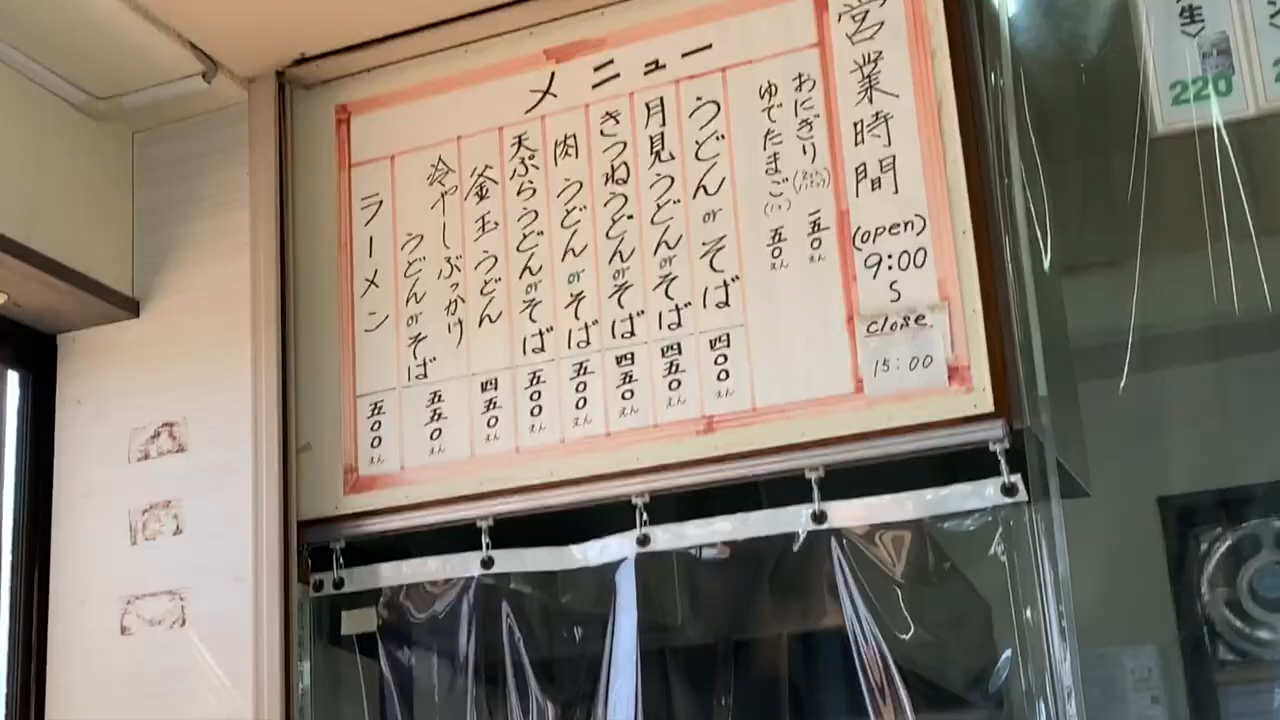 営業時間
(open)
9:00
S
close
15:00
メニュー
おにぎり
一五〇えん
ゆでたまご(1コ)
五〇えん
うどん or そば 四〇〇えん
月見うどん or そば 四五〇えん
きつねうどん or そば 四五〇えん
肉うどん or そば 五〇〇えん
天ぷらうどん or そば 五〇〇えん
釜玉うどん 四五〇えん
冷やしぶっかけ
うどん or そば 五五〇えん
ラーメン 五〇〇えん
生〉
220